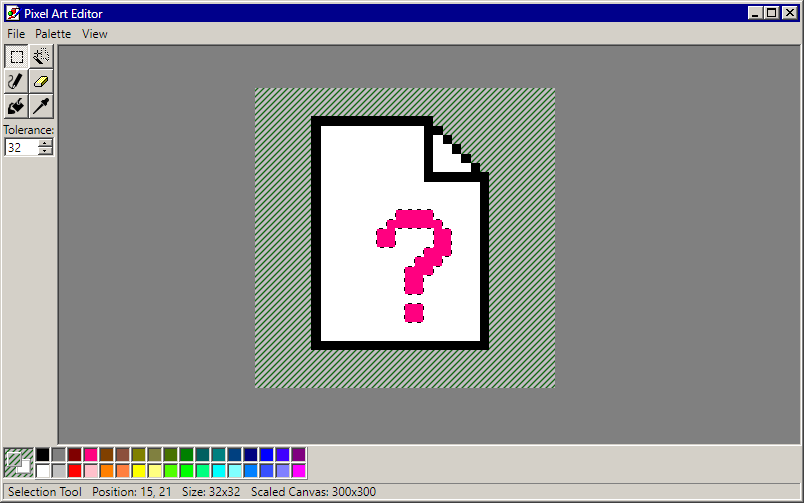 Pixel Art Editor
File Palette View
Tolerance:
32
?
Selection Tool Position: 15, 21 Size: 32x32 Scaled Canvas: 300x300